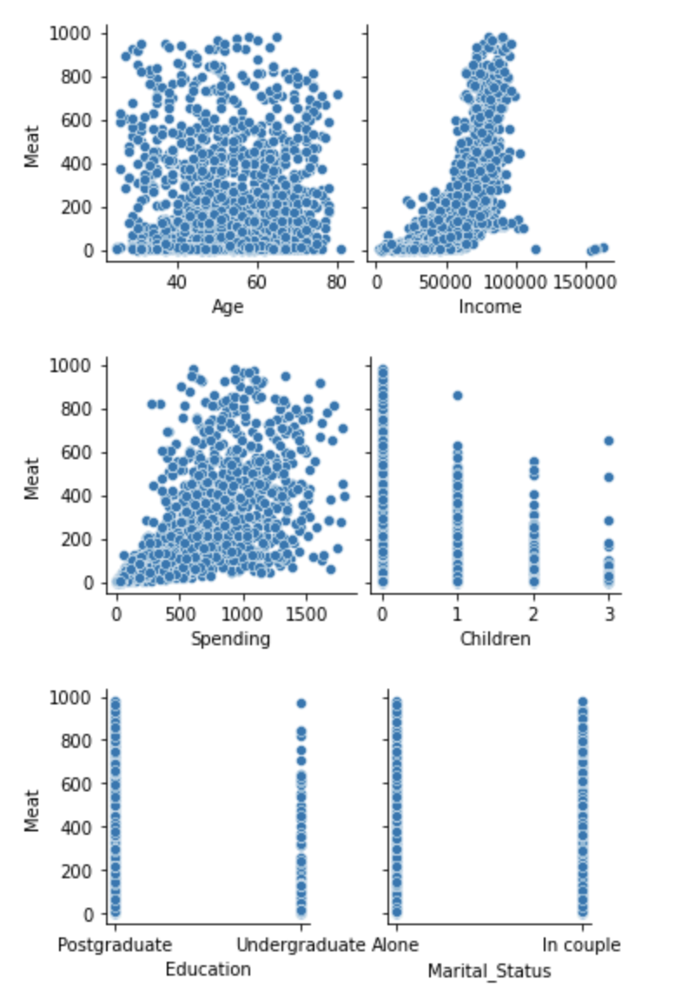 1000
800
600
400
200
0
Meat
40 60 80
Age
0 50000 100000 150000
Income
1000
800
600
400
200
0
Meat
0 500 1000 1500
Spending
0 1 2 3
Children
1000
800
600
400
200
0
Meat
Postgraduate Undergraduate
Education
Alone In couple
Marital_Status